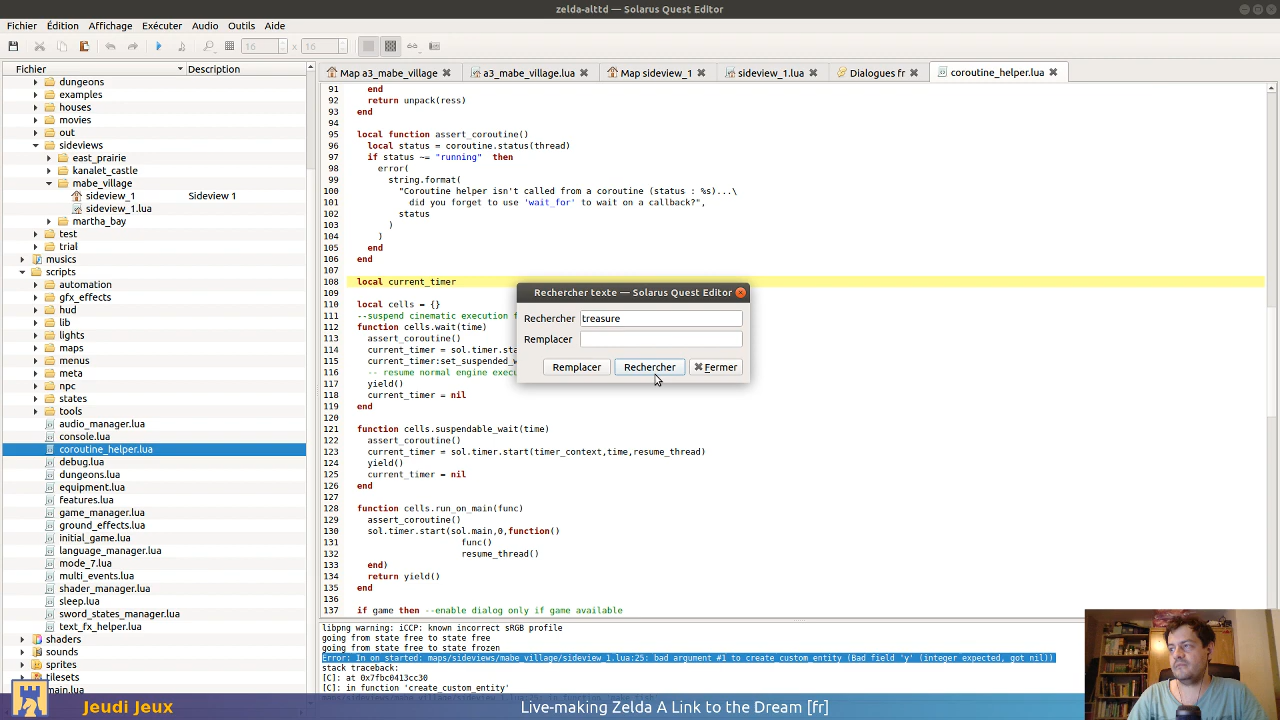 zelda-alttd — Solarus Quest Editor
Fichier Édition Affichage Exécuter Audio Outils Aide
16 x 16
Fichier Description
dungeons
examples
houses
movies
out
sideviews
east_prairie
kanalet_castle
mabe_village
sideview_1 Sideview 1
sideview_1.lua
martha_bay
test
trial
musics
scripts
automation
gfx_effects
hud
lib
lights
maps
menus
meta
npc
states
tools
audio_manager.lua
console.lua
coroutine_helper.lua
debug.lua
dungeons.lua
equipment.lua
features.lua
game_manager.lua
ground_effects.lua
initial_game.lua
language_manager.lua
mode_7.lua
multi_events.lua
shader_manager.lua
sleep.lua
sword_states_manager.lua
text_fx_helper.lua
shaders
sounds
sprites
tilesets
main.lua
Map a3_mabe_village a3_mabe_village.lua Map sideview_1 sideview_1.lua Dialogues fr coroutine_helper.lua
91 end
92 return unpack(ress)
93 end
94
95 local function assert_coroutine()
96 local status = coroutine.status(thread)
97 if status ~= "running" then
98 error(
99 string.format(
100 "Coroutine helper isn't called from a coroutine (status : %s)...\
101 did you forget to use 'wait_for' to wait on a callback?",
102 status
103 )
104 )
105 end
106 end
107
108 local current_timer
109
110 local cells = {}
111 --suspend cinematic execution f
112 function cells.wait(time)
113 assert_coroutine()
114 current_timer = sol.timer.sta
115 current_timer:set_suspended_w
116 -- resume normal engine execu
117 yield()
118 current_timer = nil
119 end
120
121 function cells.suspendable_wait(time)
122 assert_coroutine()
123 current_timer = sol.timer.start(timer_context,time,resume_thread)
124 yield()
125 current_timer = nil
126 end
127
128 function cells.run_on_main(func)
129 assert_coroutine()
130 sol.timer.start(sol.main,0,function()
131 func()
132 resume_thread()
133 end)
134 return yield()
135 end
136
137 if game then --enable dialog only if game available
Rechercher texte — Solarus Quest Editor
Rechercher treasure
Remplacer
Remplacer Rechercher Fermer
libpng warning: iCCP: known incorrect sRGB profile
going from state free to state free
going from state free to state frozen
Error: In on_started: maps/sideviews/mabe_village/sideview_1.lua:25: bad argument #1 to create_custom_entity (Bad field 'y' (integer expected, got nil))
stack traceback:
[C]: at 0x7fbc0413cc30
[C]: in function 'create_custom_entity'
Jeudi Jeux
Live-making Zelda A Link to the Dream [fr]